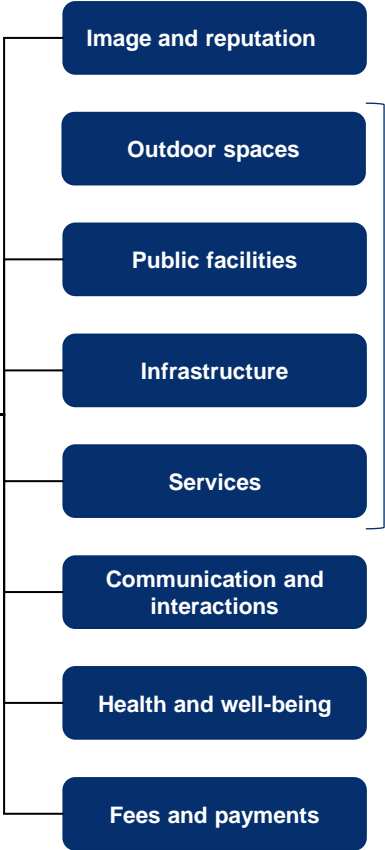 Image and reputation
Outdoor spaces
Public facilities
Infrastructure
Services
Communication and
interactions
Health and well-being
Fees and payments